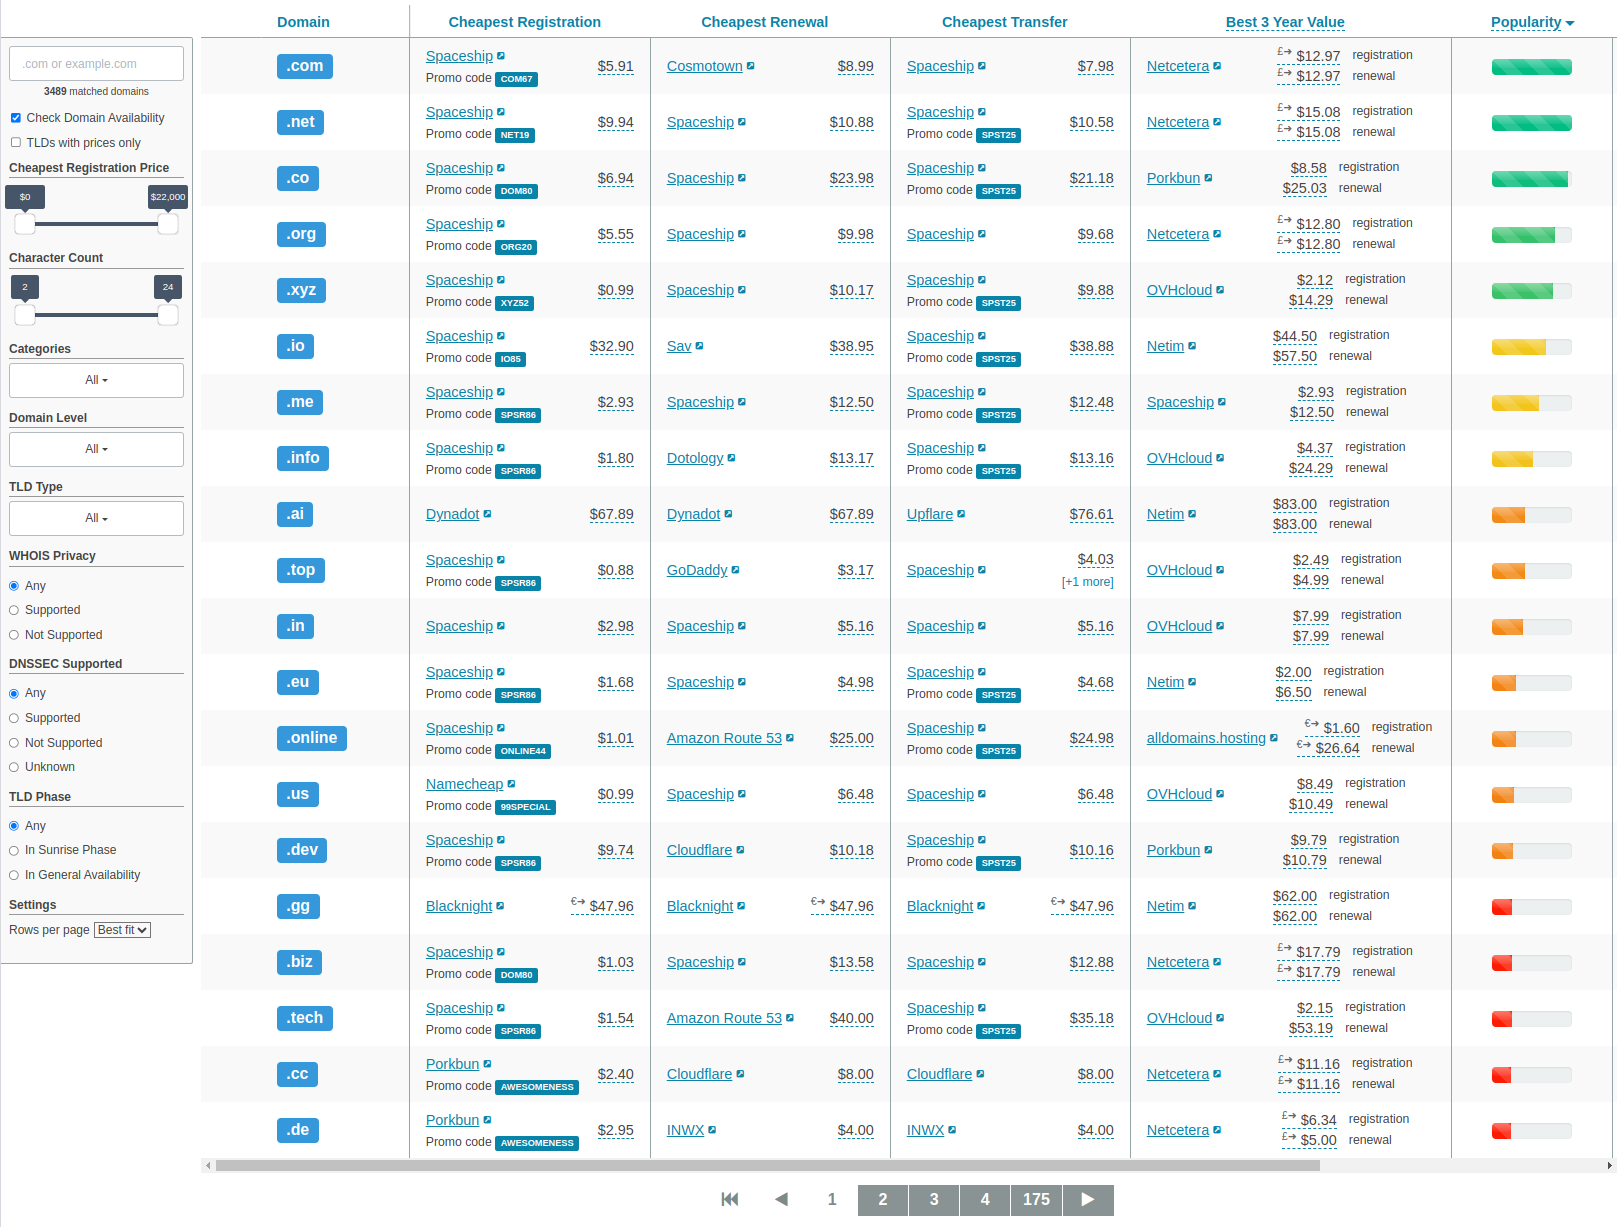 Domain Cheapest Registration Cheapest Renewal Cheapest Transfer Best 3 Year Value Popularity
.com or example.com
3489 matched domains
Check Domain Availability
TLDs with prices only
Cheapest Registration Price
$0 $22,000
Character Count
2 24
Categories
All
Domain Level
All
TLD Type
All
WHOIS Privacy
Any
Supported
Not Supported
DNSSEC Supported
Any
Supported
Not Supported
Unknown
TLD Phase
Any
In Sunrise Phase
In General Availability
Settings
Rows per page Best fit
.com Spaceship $5.91 Cosmotown $8.99 Spaceship $7.98 Netcetera £→ $12.97 registration
Promo code COM67 £→ $12.97 renewal
.net Spaceship $9.94 Spaceship $10.88 Spaceship $10.58 Netcetera £→ $15.08 registration
Promo code NET19 Promo code SPST25 £→ $15.08 renewal
.co Spaceship $6.94 Spaceship $23.98 Spaceship $21.18 Porkbun $8.58 registration
Promo code DOM80 Promo code SPST25 $25.03 renewal
.org Spaceship $5.55 Spaceship $9.98 Spaceship $9.68 Netcetera £→ $12.80 registration
Promo code ORG20 £→ $12.80 renewal
.xyz Spaceship $0.99 Spaceship $10.17 Spaceship $9.88 OVHcloud $2.12 registration
Promo code XYZ52 Promo code SPST25 $14.29 renewal
.io Spaceship $32.90 Sav $38.95 Spaceship $38.88 Netim $44.50 registration
Promo code IO85 Promo code SPST25 $57.50 renewal
.me Spaceship $2.93 Spaceship $12.50 Spaceship $12.48 Spaceship $2.93 registration
Promo code SPSR86 Promo code SPST25 $12.50 renewal
.info Spaceship $1.80 Dotology $13.17 Spaceship $13.16 OVHcloud $4.37 registration
Promo code SPSR86 Promo code SPST25 $24.29 renewal
.ai Dynadot $67.89 Dynadot $67.89 Upflare $76.61 Netim $83.00 registration
$83.00 renewal
.top Spaceship $0.88 GoDaddy $3.17 Spaceship $4.03 OVHcloud $2.49 registration
Promo code SPSR86 [+1 more] $4.99 renewal
.in Spaceship $2.98 Spaceship $5.16 Spaceship $5.16 OVHcloud $7.99 registration
$7.99 renewal
.eu Spaceship $1.68 Spaceship $4.98 Spaceship $4.68 Netim $2.00 registration
Promo code SPSR86 Promo code SPST25 $6.50 renewal
.online Spaceship $1.01 Amazon Route 53 $25.00 Spaceship $24.98 alldomains.hosting €→ $1.60 registration
Promo code ONLINE44 Promo code SPST25 €→ $26.64 renewal
.us Namecheap $0.99 Spaceship $6.48 Spaceship $6.48 OVHcloud $8.49 registration
Promo code 99SPECIAL $10.49 renewal
.dev Spaceship $9.74 Cloudflare $10.18 Spaceship $10.16 Porkbun $9.79 registration
Promo code SPSR86 Promo code SPST25 $10.79 renewal
.gg Blacknight €→ $47.96 Blacknight €→ $47.96 Blacknight €→ $47.96 Netim $62.00 registration
$62.00 renewal
.biz Spaceship $1.03 Spaceship $13.58 Spaceship $12.88 Netcetera £→ $17.79 registration
Promo code DOM80 £→ $17.79 renewal
.tech Spaceship $1.54 Amazon Route 53 $40.00 Spaceship $35.18 OVHcloud $2.15 registration
Promo code SPSR86 Promo code SPST25 $53.19 renewal
.cc Porkbun $2.40 Cloudflare $8.00 Cloudflare $8.00 Netcetera £→ $11.16 registration
Promo code AWESOMENESS £→ $11.16 renewal
.de Porkbun $2.95 INWX $4.00 INWX $4.00 Netcetera £→ $6.34 registration
Promo code AWESOMENESS £→ $5.00 renewal
1 2 3 4 175